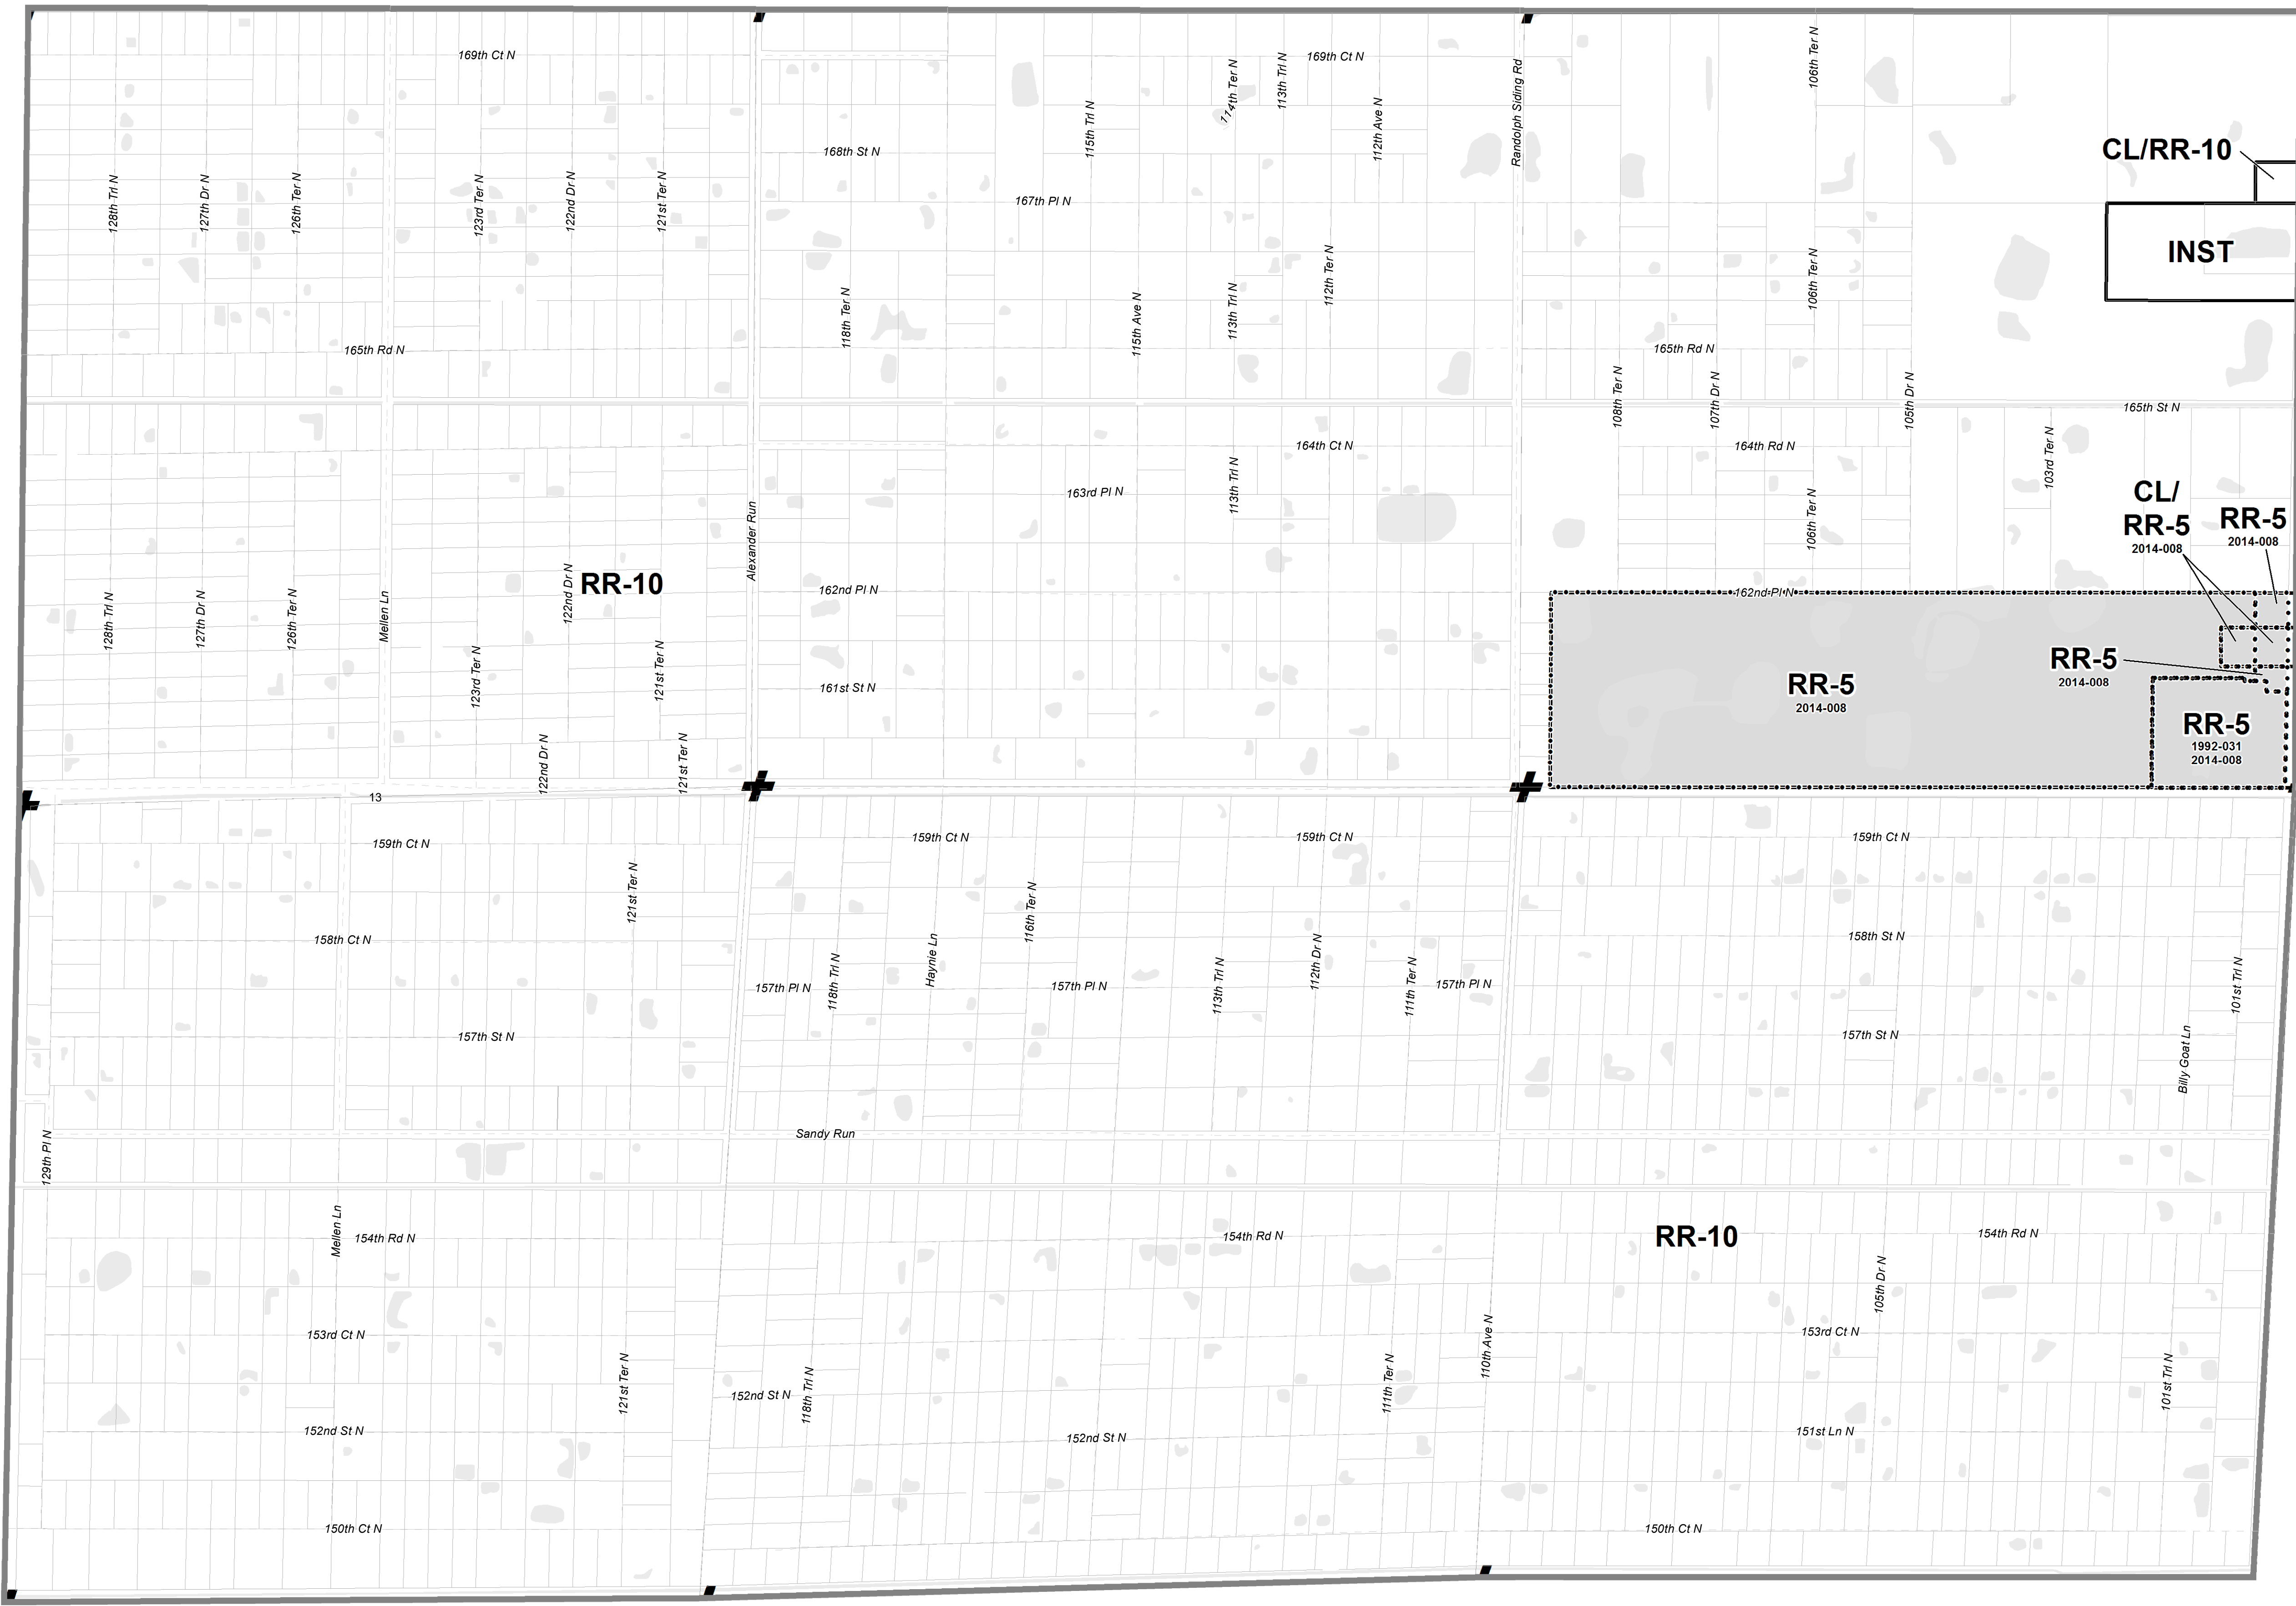 169th Ct N
169th Ct N
106th Ter N
114th Ter N
113th Trl N
Randolph Siding Rd
115th Trl N
112th Ave N
168th St N
CL/RR-10
128th Trl N
127th Dr N
126th Ter N
123rd Ter N
122nd Dr N
121st Ter N
167th Pl N
INST
118th Ter N
115th Ave N
113th Trl N
112th Ter N
106th Ter N
165th Rd N
165th Rd N
108th Ter N
107th Dr N
105th Dr N
165th St N
164th Ct N
164th Rd N
103rd Ter N
163rd Pl N
113th Trl N
CL/
RR-5
2014-008
RR-5
2014-008
106th Ter N
Alexander Run
RR-10
162nd Pl N
162nd Pl N
128th Trl N
127th Dr N
126th Ter N
Mellen Ln
122nd Dr N
123rd Ter N
121st Ter N
161st St N
RR-5
2014-008
RR-5
2014-008
RR-5
1992-031
2014-008
122nd Dr N
121st Ter N
13
159th Ct N
159th Ct N
159th Ct N
159th Ct N
121st Ter N
116th Ter N
158th Ct N
158th St N
Haynie Ln
157th Pl N
118th Trl N
157th Pl N
113th Trl N
112th Dr N
111th Ter N
157th Pl N
101st Trl N
157th St N
157th St N
Billy Goat Ln
129th Pl N
Sandy Run
Mellen Ln
154th Rd N
154th Rd N
RR-10
154th Rd N
105th Dr N
153rd Ct N
110th Ave N
153rd Ct N
121st Ter N
152nd St N
118th Trl N
111th Ter N
101st Trl N
152nd St N
152nd St N
151st Ln N
150th Ct N
150th Ct N